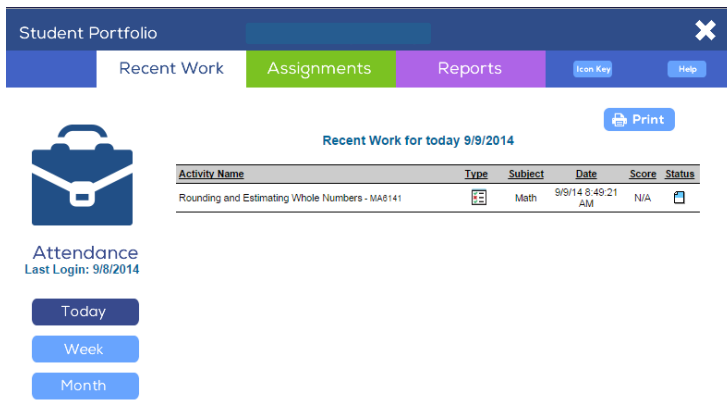 Student Portfolio
Recent Work
Assignments
Reports
Icon Key
Help
Print
Recent Work for today 9/9/2014
Activity Name Type Subject Date Score Status
Rounding and Estimating Whole Numbers - MA6141 Math 9/9/14 8:49:21 N/A
AM
Attendance
Last Login: 9/8/2014
Today
Week
Month